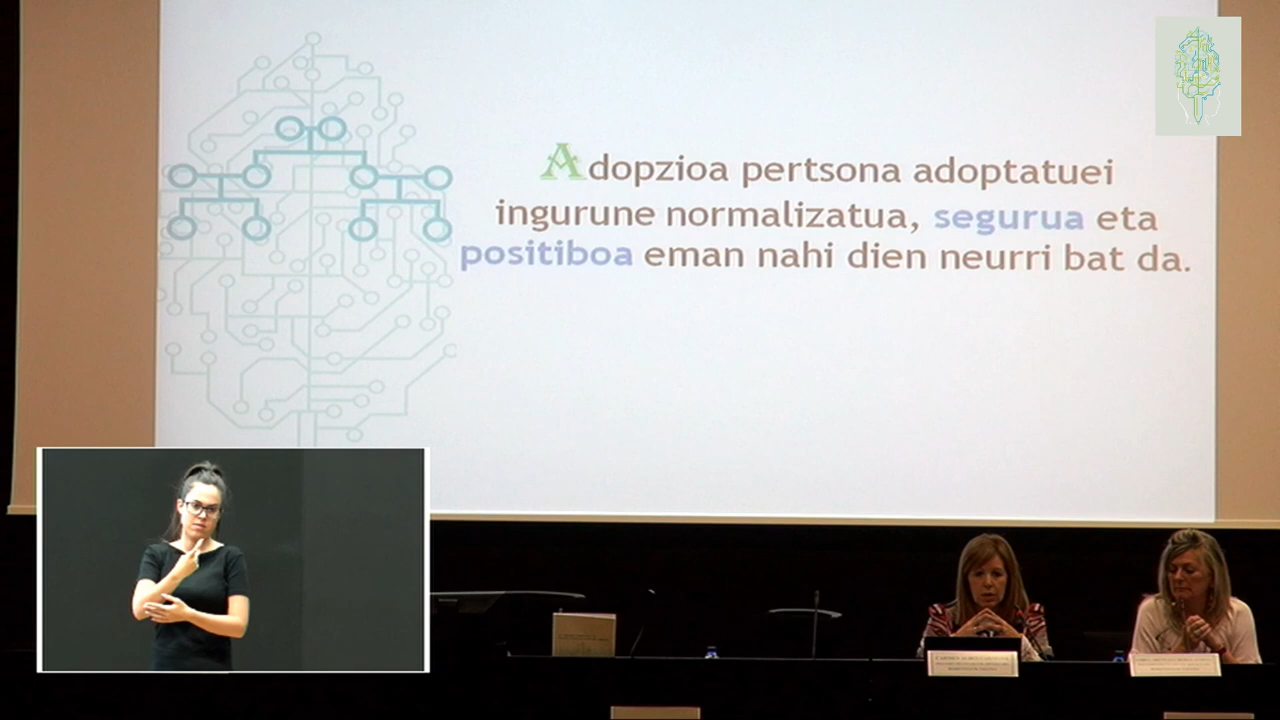 Adopzioa pertsona adoptatuei
ingurune normalizatua, segurua eta
positiboa eman nahi dien neurri bat da.